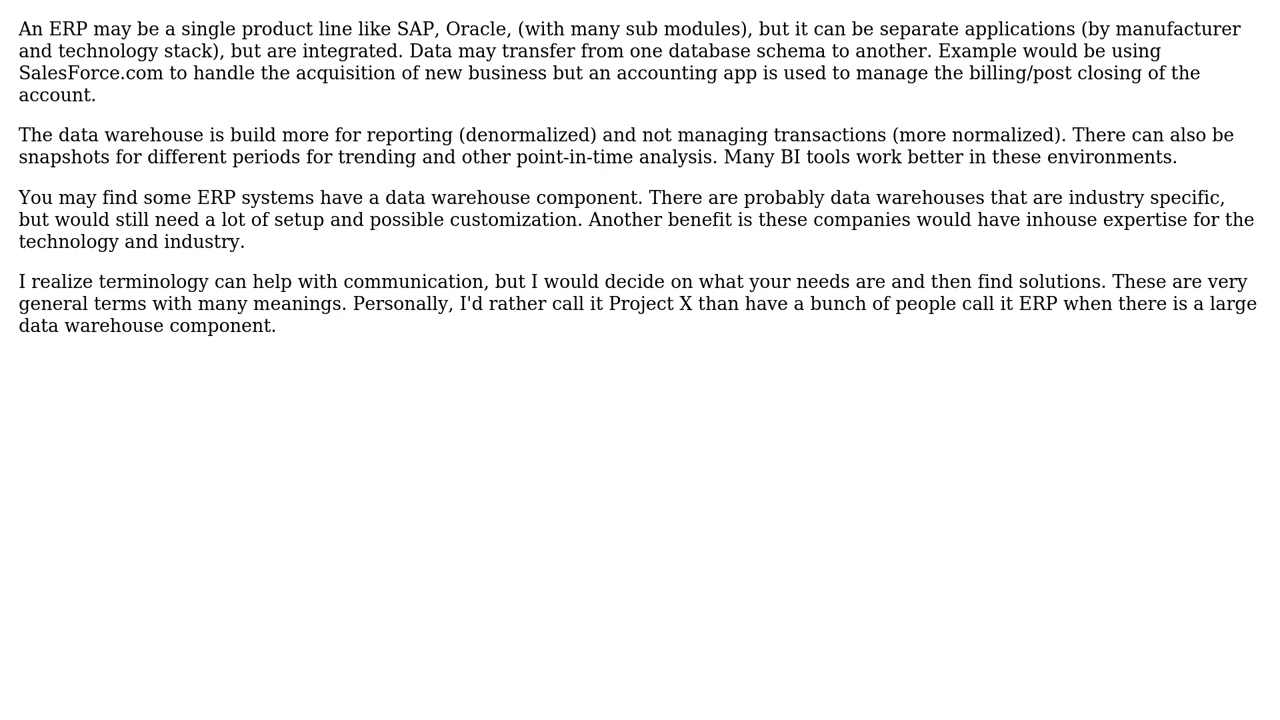 An ERP may be a single product line like SAP, Oracle, (with many sub modules), but it can be separate applications (by manufacturer
and technology stack), but are integrated. Data may transfer from one database schema to another. Example would be using
SalesForce.com to handle the acquisition of new business but an accounting app is used to manage the billing/post closing of the
account.
The data warehouse is build more for reporting (denormalized) and not managing transactions (more normalized). There can also be
snapshots for different periods for trending and other point-in-time analysis. Many BI tools work better in these environments.
You may find some ERP systems have a data warehouse component. There are probably data warehouses that are industry specific,
but would still need a lot of setup and possible customization. Another benefit is these companies would have inhouse expertise for the
technology and industry.
I realize terminology can help with communication, but I would decide on what your needs are and then find solutions. These are very
general terms with many meanings. Personally, I'd rather call it Project X than have a bunch of people call it ERP when there is a large
data warehouse component.